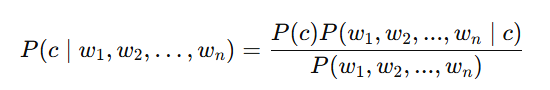 P(c | w₁, w₂, . . . , wₙ) = P(c)P(w₁, w₂, ..., wₙ | c) / P(w₁, w₂, ..., wₙ)